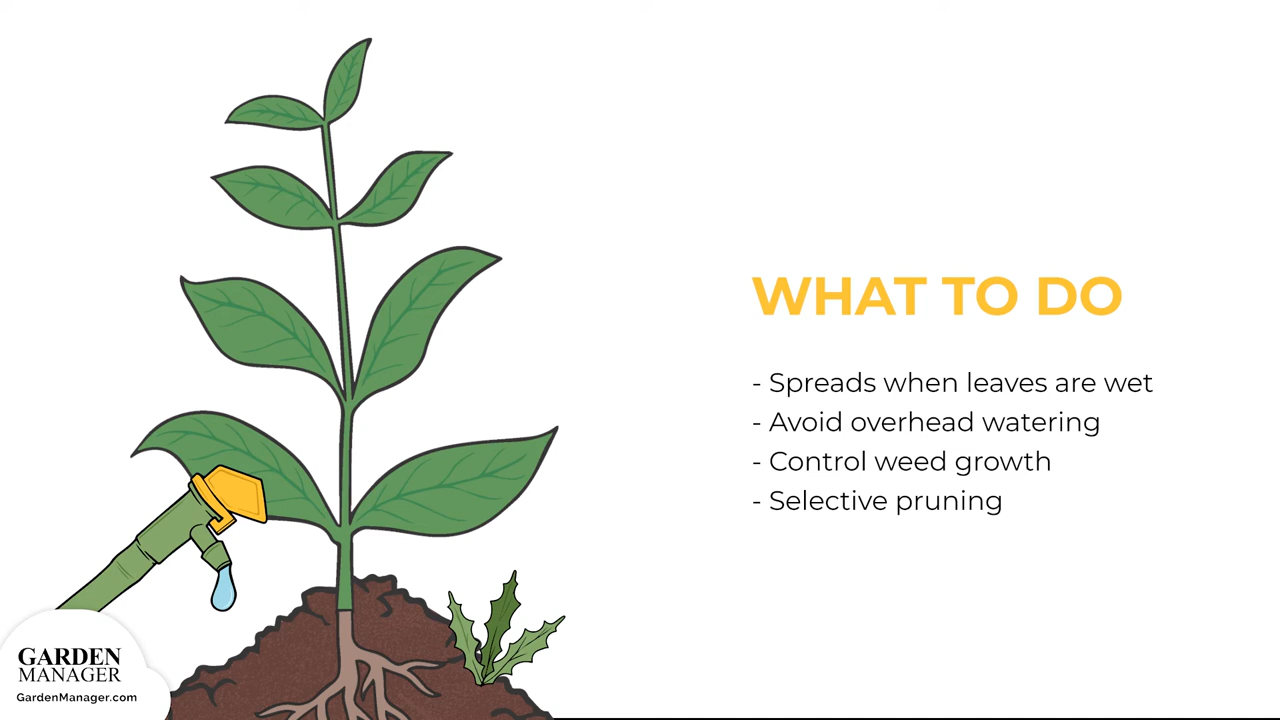 WHAT TO DO
- Spreads when leaves are wet
- Avoid overhead watering
- Control weed growth
- Selective pruning
GARDEN
MANAGER
GardenManager.com